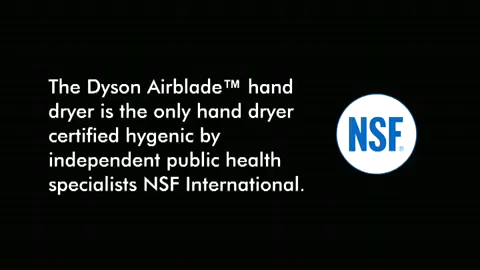 The Dyson Airblade™ hand
dryer is the only hand dryer
certified hygenic by
independent public health
specialists NSF International.
NSF®